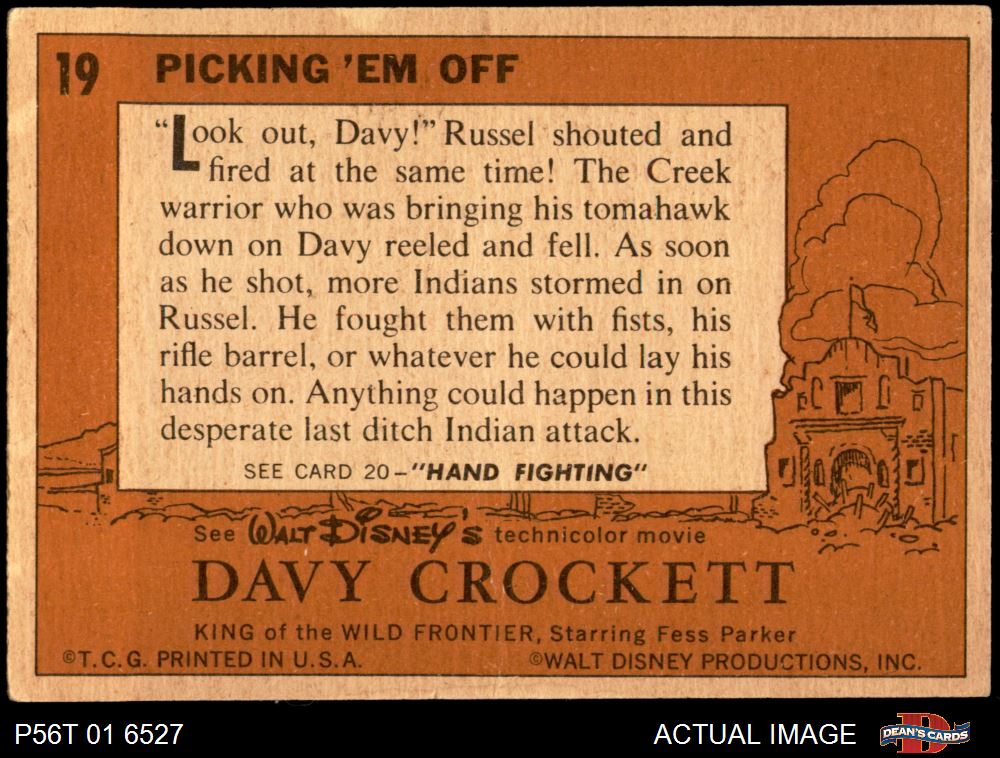 19 PICKING 'EM OFF
"Look out, Davy!" Russel shouted and
fired at the same time! The Creek
warrior who was bringing his tomahawk
down on Davy reeled and fell. As soon
as he shot, more Indians stormed in on
Russel. He fought them with fists, his
rifle barrel, or whatever he could lay his
hands on. Anything could happen in this
desperate last ditch Indian attack.
SEE CARD 20-"HAND FIGHTING"
See WALT DISNEY'S technicolor movie
DAVY CROCKETT
KING of the WILD FRONTIER, Starring Fess Parker
©T.C.G. PRINTED IN U.S.A. ©WALT DISNEY PRODUCTIONS, INC.
P56T 01 6527 ACTUAL IMAGE D DEAN'S CARDS